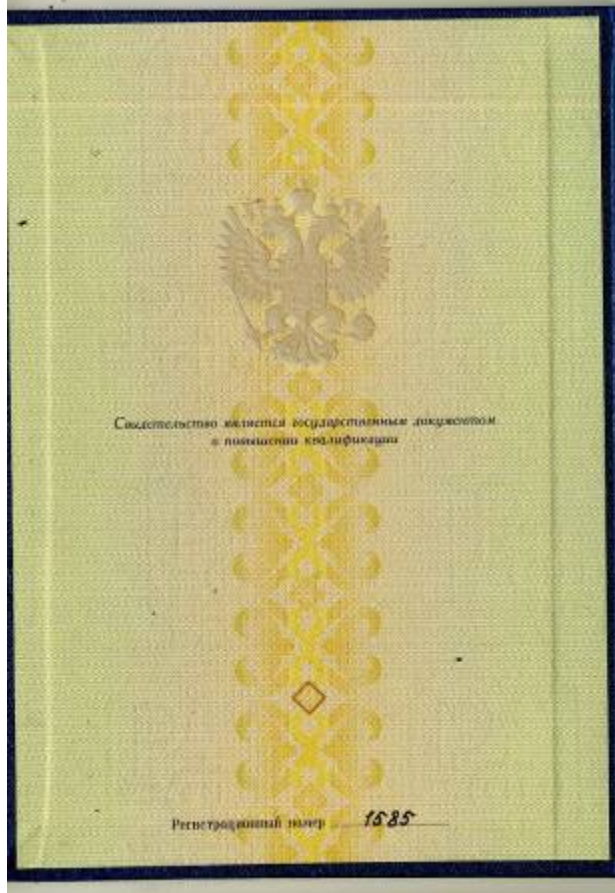 Свидетельство является государственным документом
о повышении квалификации
Регистрационный номер 1585